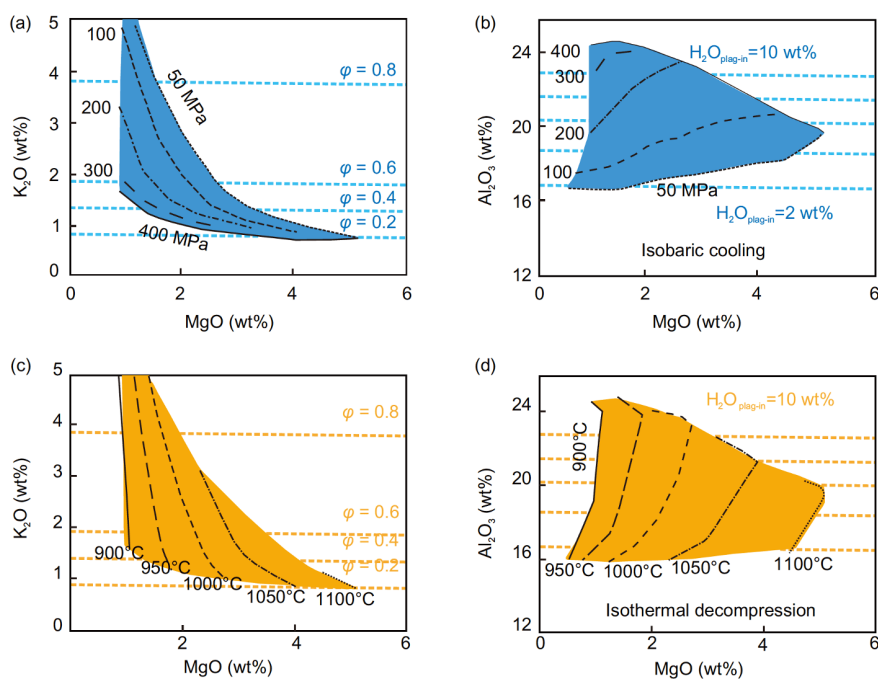 (a)
5
4
3
2
1
0
K₂O (wt%)
100
200
300
400 MPa
50 MPa
φ = 0.8
φ = 0.6
φ = 0.4
φ = 0.2
0
2
4
6
MgO (wt%)
(b)
24
20
16
12
Al₂O₃ (wt%)
400
300
200
100
50 MPa
H₂Oplag-in=10 wt%
H₂Oplag-in=2 wt%
Isobaric cooling
0
2
4
6
MgO (wt%)
(c)
5
4
3
2
1
0
K₂O (wt%)
φ = 0.8
φ = 0.6
φ = 0.4
φ = 0.2
900°C
950°C
1000°C
1050°C
1100°C
0
2
4
6
MgO (wt%)
(d)
24
20
16
12
Al₂O₃ (wt%)
H₂Oplag-in=10 wt%
900°C
950°C
1000°C
1050°C
1100°C
Isothermal decompression
0
2
4
6
MgO (wt%)